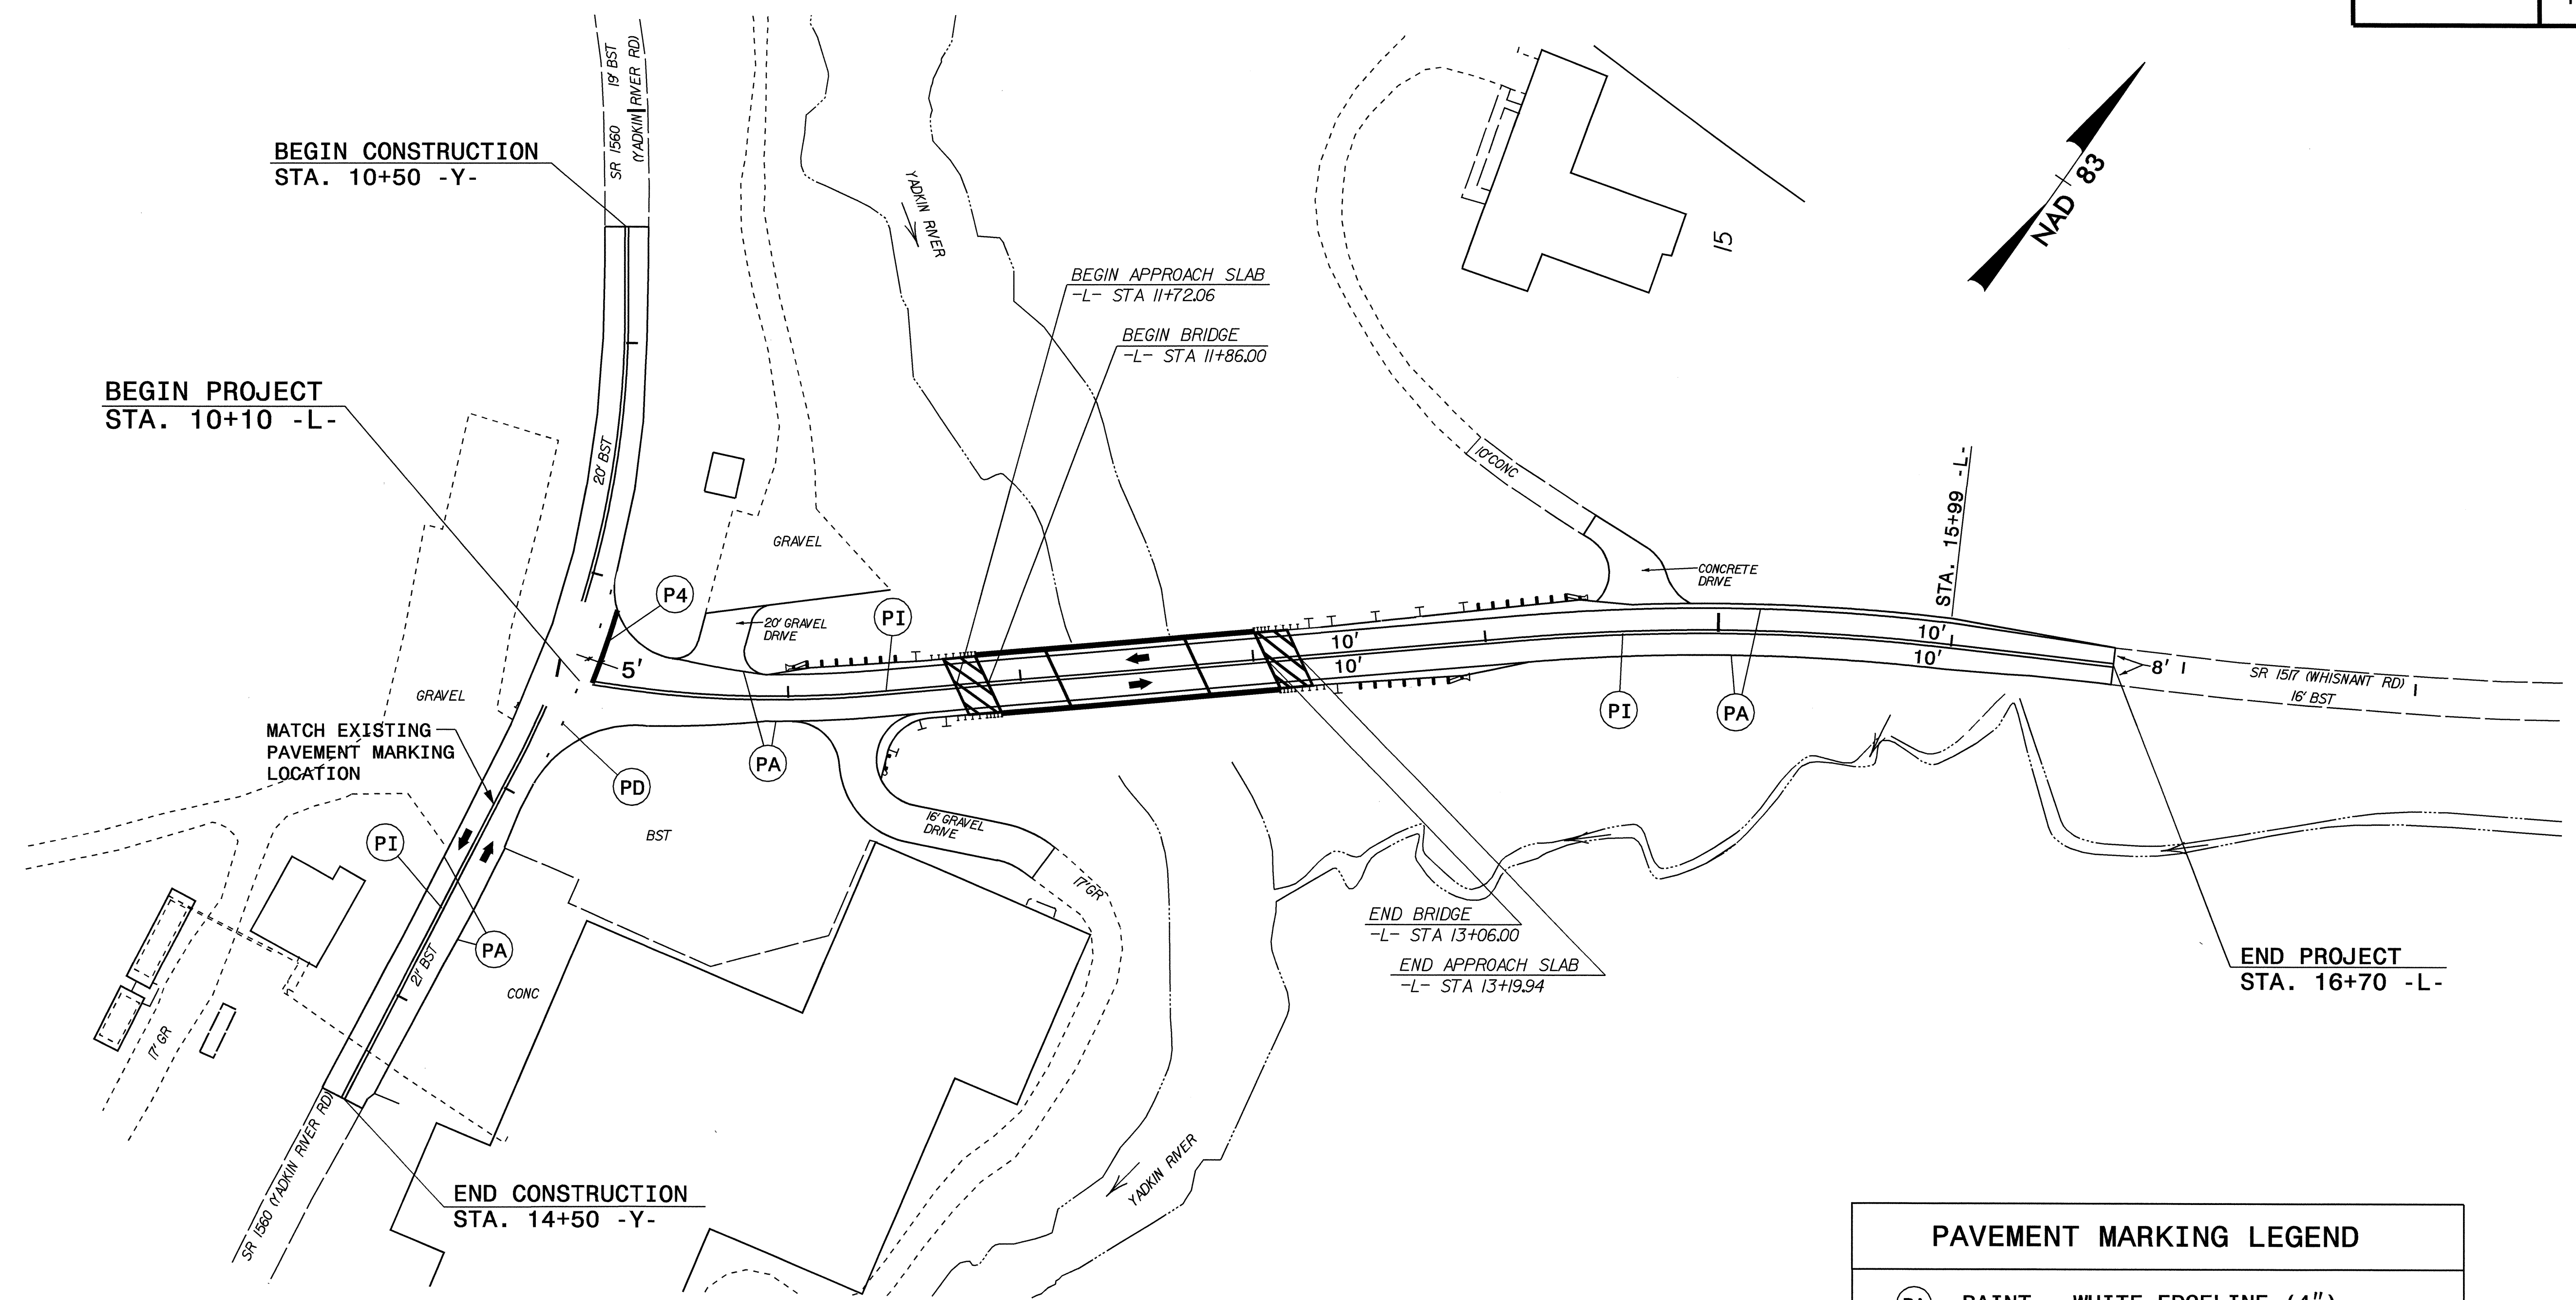 SR 1560 19' BST
(YADKIN RIVER RD)
BEGIN CONSTRUCTION
STA. 10+50 -Y-
YADKIN RIVER
NAD 83
15
BEGIN APPROACH SLAB
-L- STA 11+72.06
BEGIN BRIDGE
-L- STA 11+86.00
BEGIN PROJECT
STA. 10+10 -L-
20' BST
10' CONC
STA. 15+99 -L-
GRAVEL
CONCRETE
DRIVE
P4
PI
20' GRAVEL
DRIVE
5'
10'
10'
10'
10'
8'
SR 1517 (WHISNANT RD)
16' BST
GRAVEL
MATCH EXISTING
PAVEMENT MARKING
LOCATION
PI
PA
PA
PD
BST
16' GRAVEL
DRIVE
PI
17' GR
PA
21' BST
CONC
17' GR
END BRIDGE
-L- STA 13+06.00
END APPROACH SLAB
-L- STA 13+19.94
END PROJECT
STA. 16+70 -L-
SR 1560 (YADKIN RIVER RD)
YADKIN RIVER
END CONSTRUCTION
STA. 14+50 -Y-
PAVEMENT MARKING LEGEND
PA PAINT - WHITE EDGELINE (4")